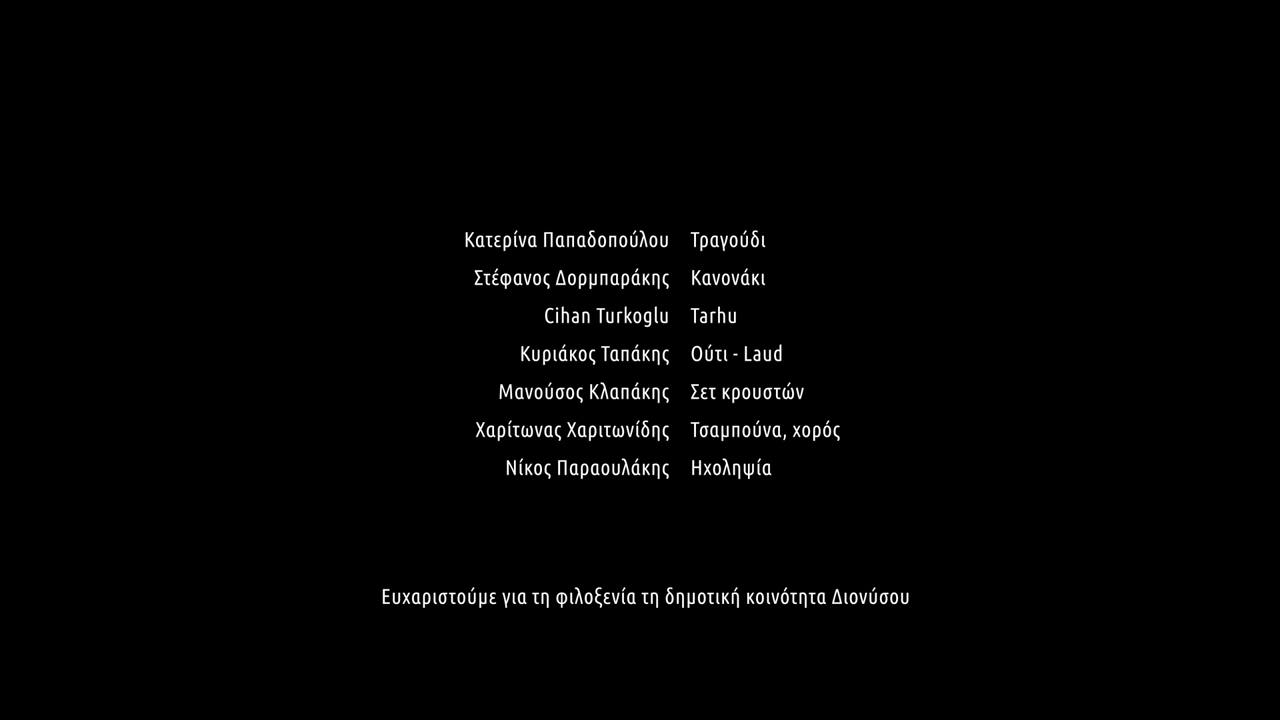 Κατερίνα Παπαδοπούλου Τραγούδι
Στέφανος Δορμπαράκης Κανονάκι
Cihan Turkoglu Tarhu
Κυριάκος Ταπάκης Ούτι - Laud
Μανούσος Κλαπάκης Σετ κρουστών
Χαρίτωνας Χαριτωνίδης Τσαμπούνα, χορός
Νίκος Παραουλάκης Ηχοληψία
Ευχαριστούμε για τη φιλοξενία τη δημοτική κοινότητα Διονύσου